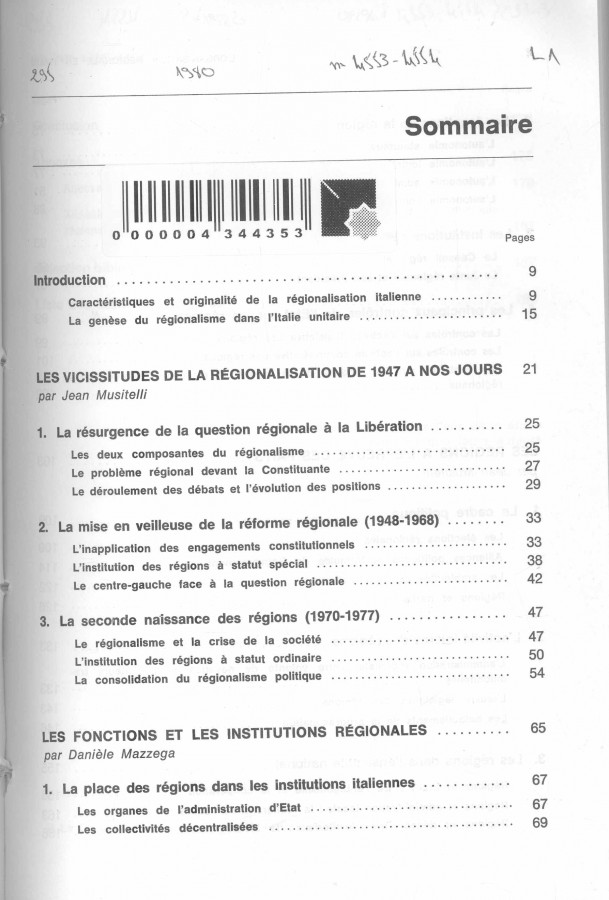 295 1980 m 4553-4554 L1
Sommaire
0 000004 344353
Pages
Introduction 9
Caractéristiques et originalité de la régionalisation italienne 9
La genèse du régionalisme dans l'Italie unitaire 15
LES VICISSITUDES DE LA RÉGIONALISATION DE 1947 A NOS JOURS 21
par Jean Musitelli
1. La résurgence de la question régionale à la Libération 25
Les deux composantes du régionalisme 25
Le problème régional devant la Constituante 27
Le déroulement des débats et l'évolution des positions 29
2. La mise en veilleuse de la réforme régionale (1948-1968) 33
L'inapplication des engagements constitutionnels 33
L'institution des régions à statut spécial 38
Le centre-gauche face à la question régionale 42
3. La seconde naissance des régions (1970-1977) 47
Le régionalisme et la crise de la société 47
L'institution des régions à statut ordinaire 50
La consolidation du régionalisme politique 54
LES FONCTIONS ET LES INSTITUTIONS RÉGIONALES 65
par Danièle Mazzega
1. La place des régions dans les institutions italiennes 67
Les organes de l'administration d'Etat 67
Les collectivités décentralisées 69